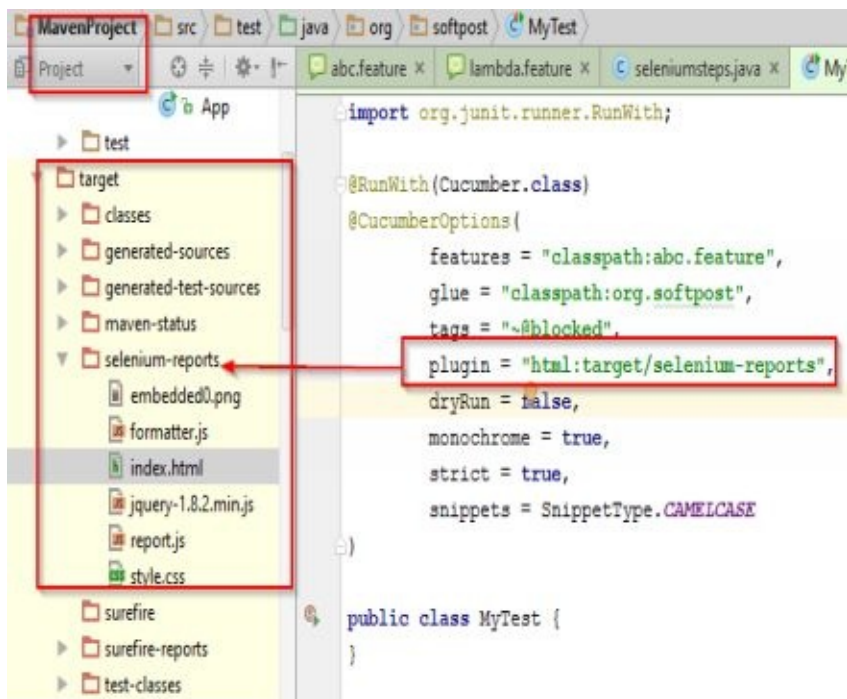 MavenProject src test java org softpost MyTest
Project
abc.feature × lambda.feature × seleniumsteps.java × My
App
test
target
classes
generated-sources
generated-test-sources
maven-status
selenium-reports
embedded0.png
formatter.js
index.html
jquery-1.8.2.min.js
report.js
style.css
surefire
surefire-reports
test-classes
import org.junit.runner.RunWith;
@RunWith(Cucumber.class)
@CucumberOptions(
features = "classpath:abc.feature",
glue = "classpath:org.softpost",
tags = "~@blocked",
plugin = "html:target/selenium-reports",
dryRun = false,
monochrome = true,
strict = true,
snippets = SnippetType.CAMELCASE
)
public class MyTest {
}